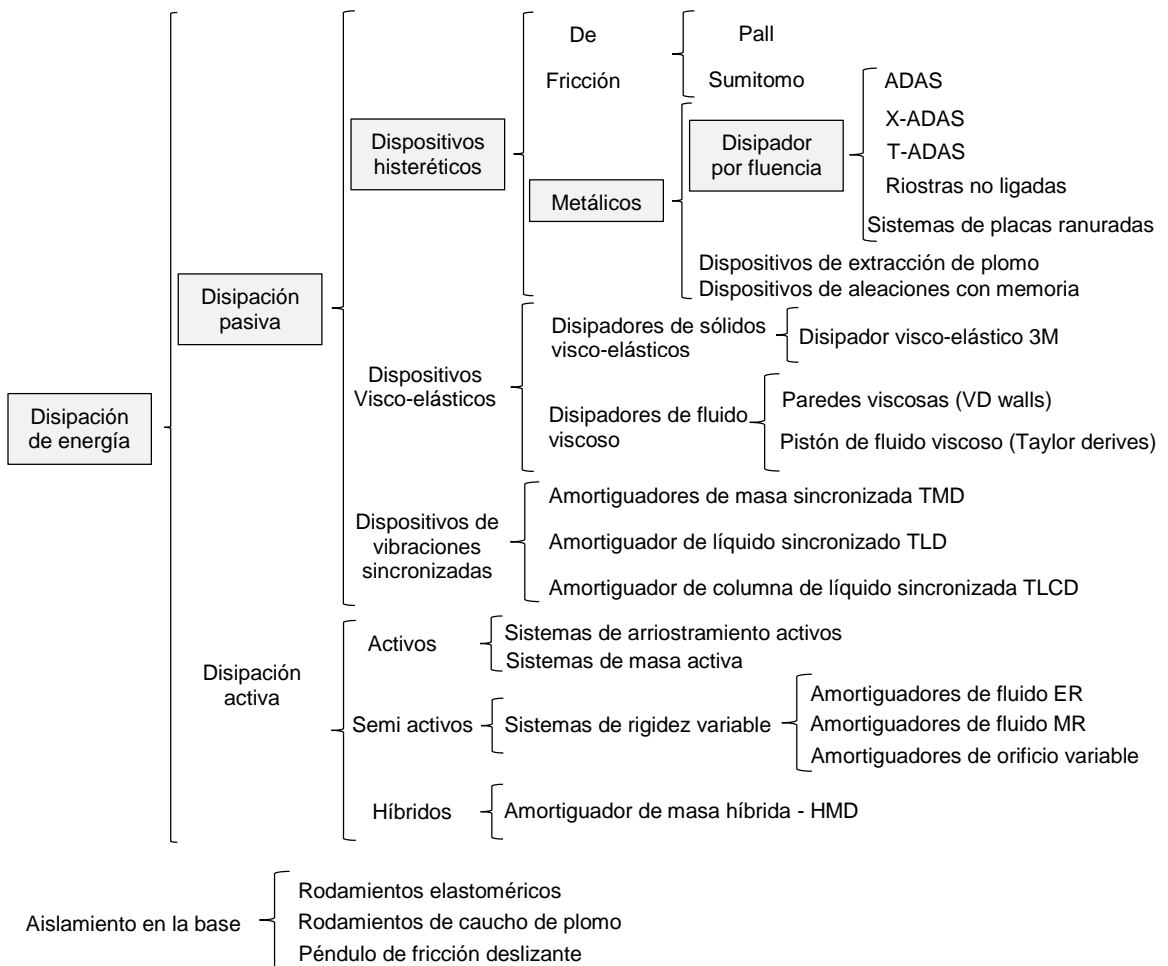 Disipación
de energía
Disipación
pasiva
Dispositivos
histeréticos
De
Fricción
Pall
Sumitomo
Metálicos
Disipador
por fluencia
ADAS
X-ADAS
T-ADAS
Riostras no ligadas
Sistemas de placas ranuradas
Dispositivos de extracción de plomo
Dispositivos de aleaciones con memoria
Dispositivos
Visco-elásticos
Disipadores de sólidos
visco-elásticos
Disipador visco-elástico 3M
Disipadores de fluido
viscoso
Paredes viscosas (VD walls)
Pistón de fluido viscoso (Taylor derives)
Dispositivos de
vibraciones
sincronizadas
Amortiguadores de masa sincronizada TMD
Amortiguador de líquido sincronizado TLD
Amortiguador de columna de líquido sincronizada TLCD
Disipación
activa
Activos
Sistemas de arriostramiento activos
Sistemas de masa activa
Semi activos
Sistemas de rigidez variable
Amortiguadores de fluido ER
Amortiguadores de fluido MR
Amortiguadores de orificio variable
Híbridos
Amortiguador de masa híbrida - HMD
Aislamiento en la base
Rodamientos elastoméricos
Rodamientos de caucho de plomo
Péndulo de fricción deslizante